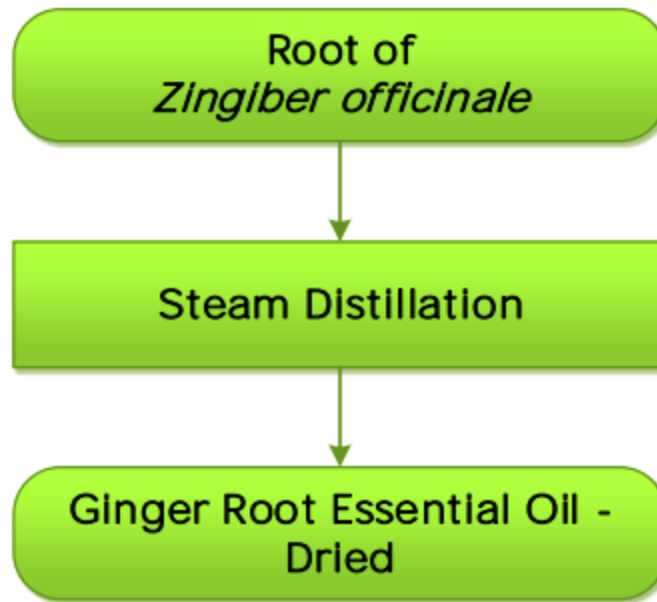 Root of
Zingiber officinale
Steam Distillation
Ginger Root Essential Oil -
Dried